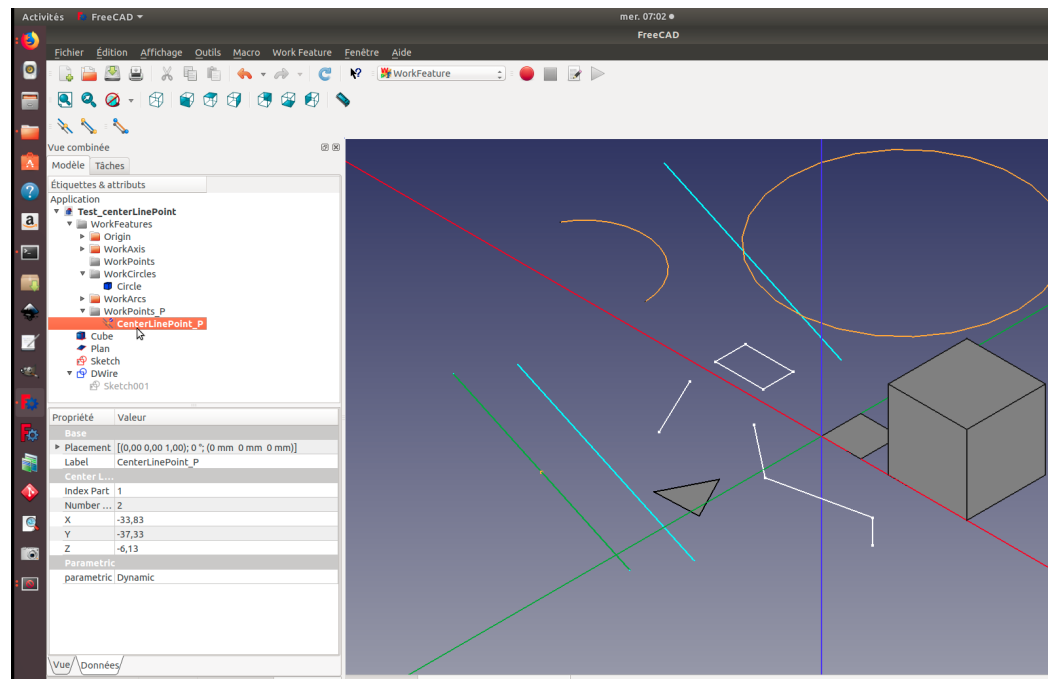 Activités FreeCAD mer. 07:02
FreeCAD
Fichier Édition Affichage Outils Macro Work Feature Fenêtre Aide
WorkFeature
Vue combinée
Modèle Tâches
Étiquettes & attributs
Application
Test_centerLinePoint
WorkFeatures
Origin
WorkAxis
WorkPoints
WorkCircles
Circle
WorkArcs
WorkPoints_P
CenterLinePoint_P
Cube
Plan
Sketch
DWire
Sketch001
Propriété Valeur
Base
Placement [(0,00 0,00 1,00); 0 °; (0 mm 0 mm 0 mm)]
Label CenterLinePoint_P
Center L...
Index Part 1
Number ... 2
X -33,83
Y -37,33
Z -6,13
Parametric
parametric Dynamic
Vue Données